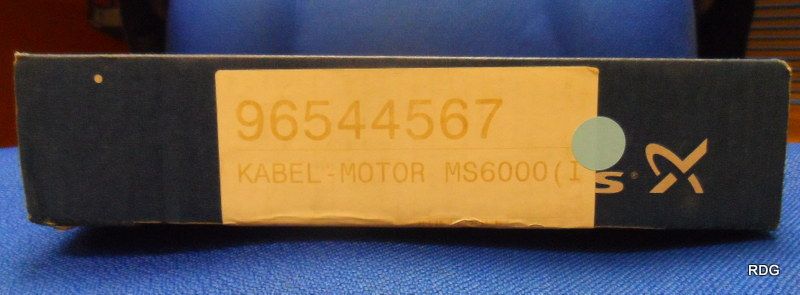 96544567
KABEL-MOTOR MS6000(I
S®
RDG